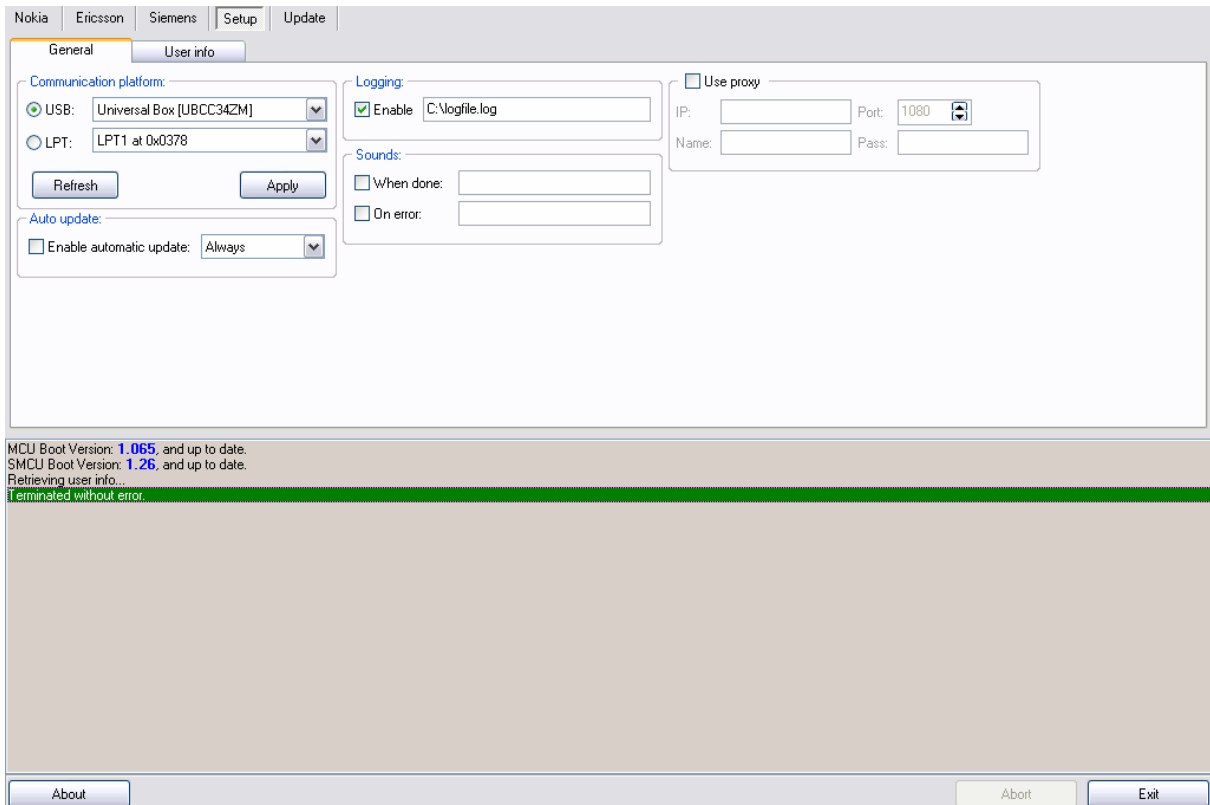 Nokia Ericsson Siemens Setup Update
General User info
Communication platform:
USB: Universal Box [UBCC34ZM]
LPT: LPT1 at 0x0378
Refresh Apply
Auto update:
Enable automatic update: Always
Logging:
Enable C:\logfile.log
Sounds:
When done:
On error:
Use proxy
IP: Port: 1080
Name: Pass:
MCU Boot Version: 1.065, and up to date.
SMCU Boot Version: 1.26, and up to date.
Retrieving user info...
Terminated without error.
About Abort Exit